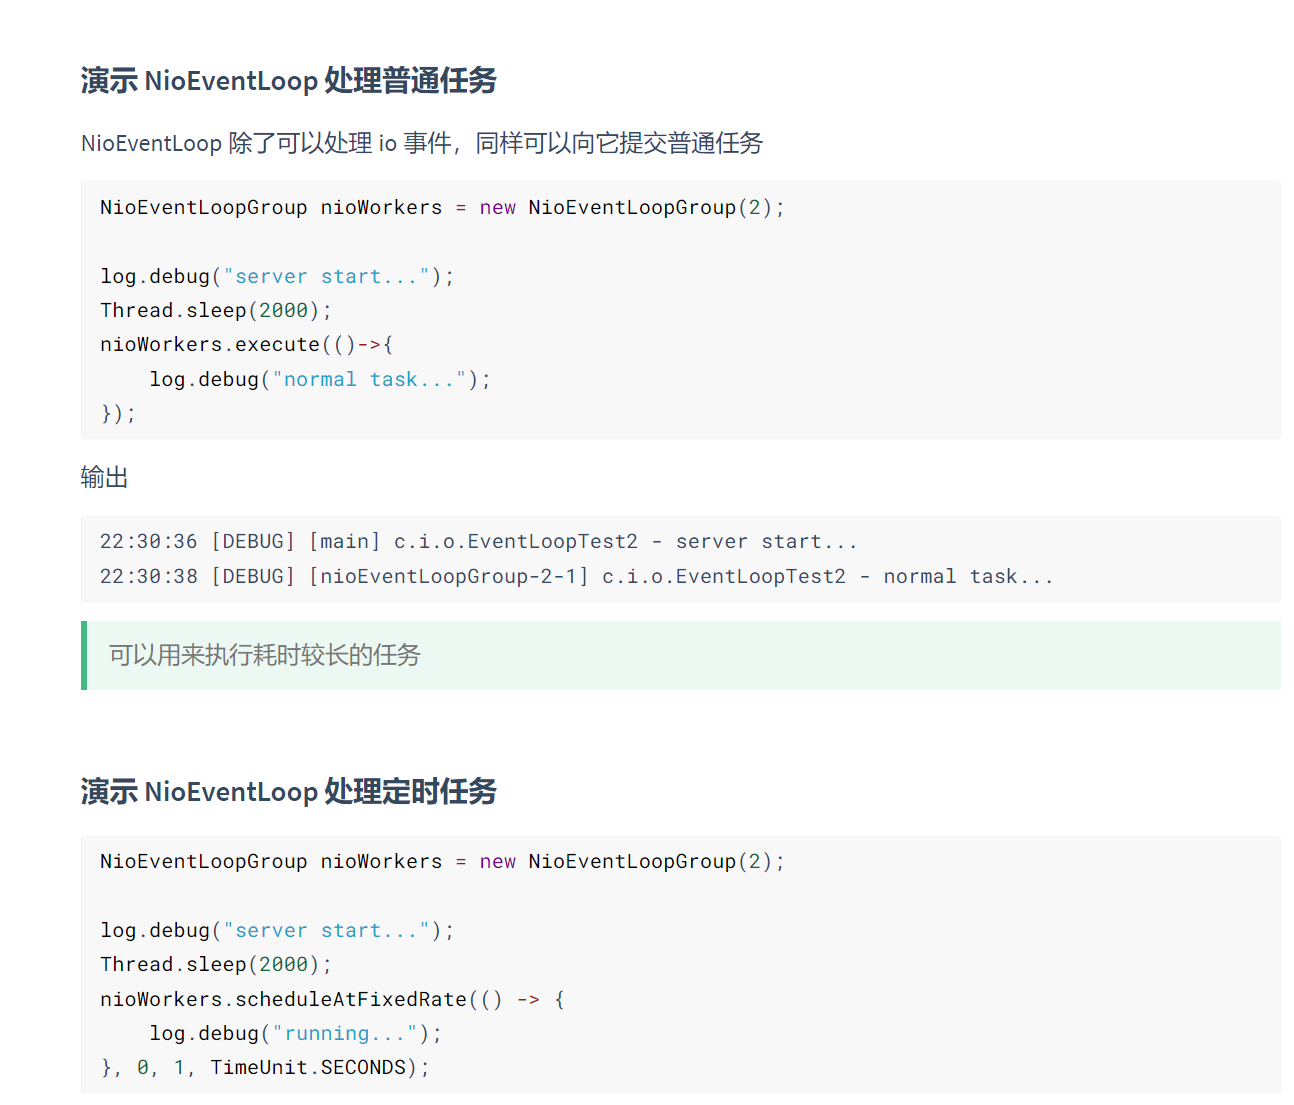 演示 NioEventLoop 处理普通任务
NioEventLoop 除了可以处理 io 事件，同样可以向它提交普通任务
NioEventLoopGroup nioWorkers = new NioEventLoopGroup(2);

log.debug("server start...");
Thread.sleep(2000);
nioWorkers.execute(()->{
    log.debug("normal task...");
});
输出
22:30:36 [DEBUG] [main] c.i.o.EventLoopTest2 - server start...
22:30:38 [DEBUG] [nioEventLoopGroup-2-1] c.i.o.EventLoopTest2 - normal task...
可以用来执行耗时较长的任务
演示 NioEventLoop 处理定时任务
NioEventLoopGroup nioWorkers = new NioEventLoopGroup(2);

log.debug("server start...");
Thread.sleep(2000);
nioWorkers.scheduleAtFixedRate(() -> {
    log.debug("running...");
}, 0, 1, TimeUnit.SECONDS);